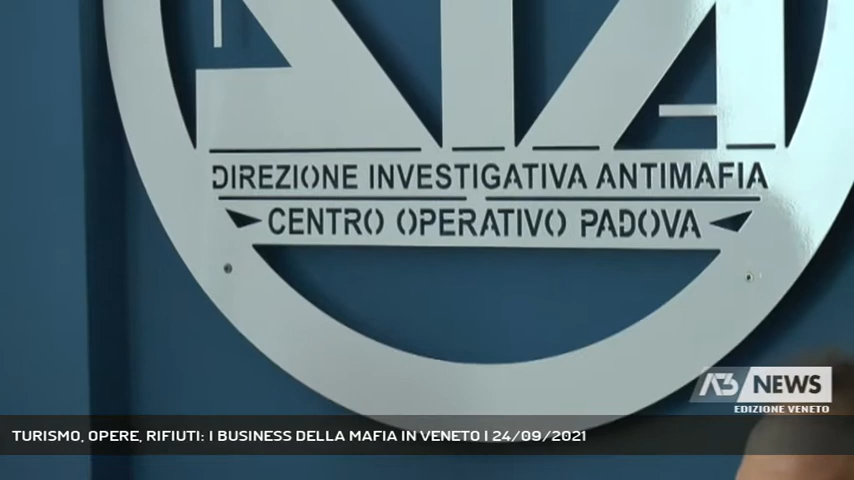 DIREZIONE INVESTIGATIVA ANTIMAFIA
CENTRO OPERATIVO PADOVA
A3 NEWS
EDIZIONE VENETO
TURISMO, OPERE, RIFIUTI: I BUSINESS DELLA MAFIA IN VENETO | 24/09/2021